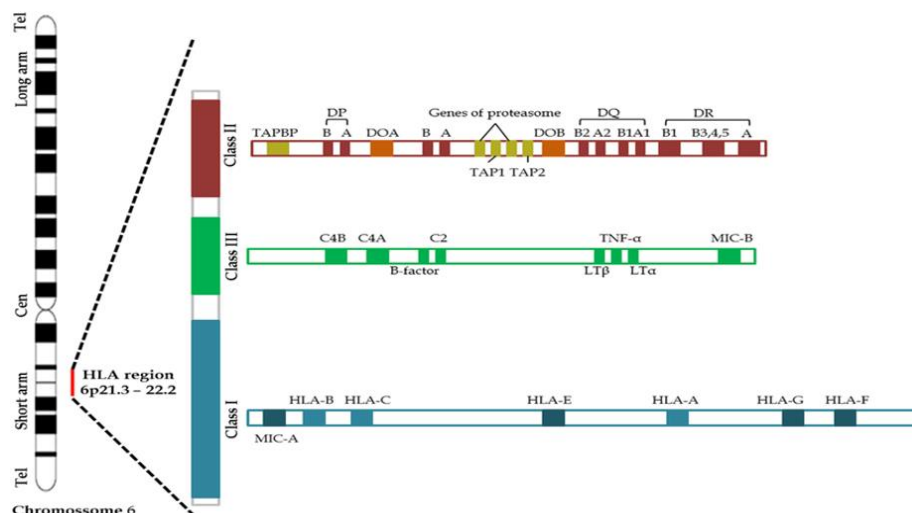 Tel
Long arm
Cen
Short arm
Tel
Chromossome 6
HLA region
6p21.3 – 22.2
Class II
DP
Genes of proteasome
DQ
DR
TAPBP
B A
DOA
B A
DOB
B2 A2 B1A1
B1
B3,4,5
A
TAP1 TAP2
Class III
C4B C4A
C2
TNF-α
MIC-B
B-factor
LTβ
LTα
Class I
HLA-B HLA-C
HLA-E
HLA-A
HLA-G HLA-F
MIC-A